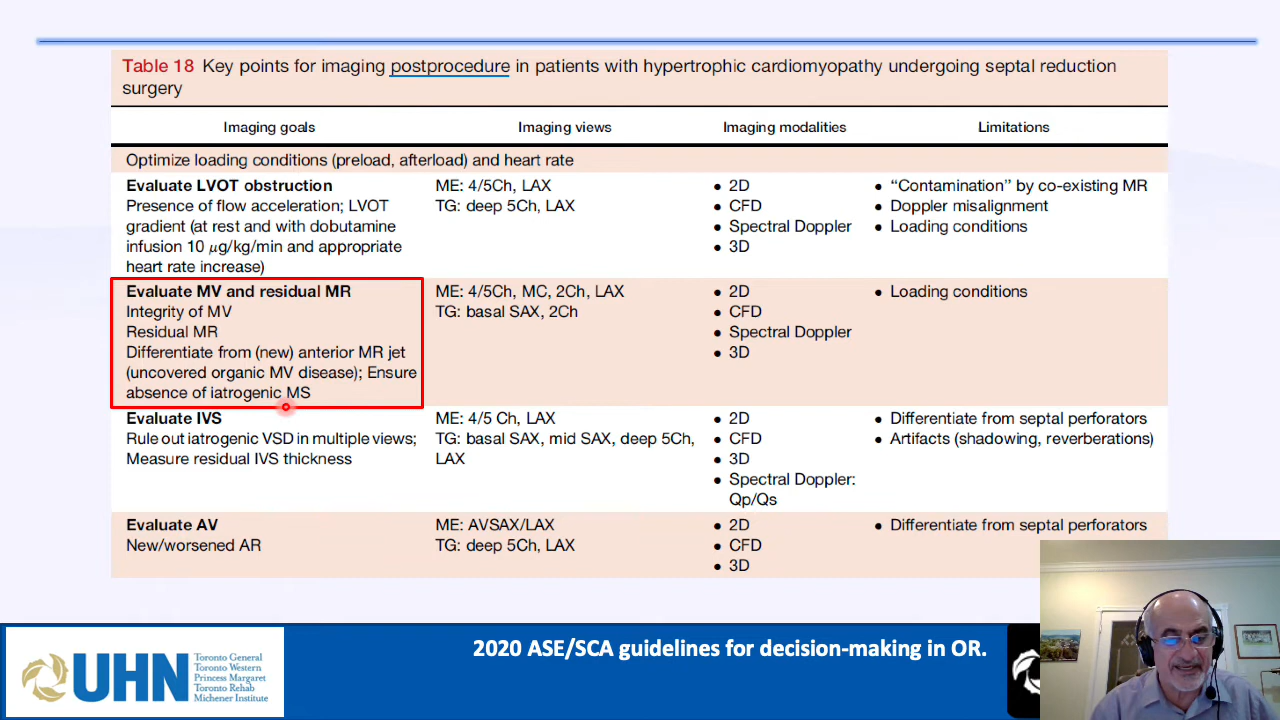 Table 18 Key points for imaging postprocedure in patients with hypertrophic cardiomyopathy undergoing septal reduction
surgery
Imaging goals Imaging views Imaging modalities Limitations
Optimize loading conditions (preload, afterload) and heart rate
Evaluate LVOT obstruction
Presence of flow acceleration; LVOT
gradient (at rest and with dobutamine
infusion 10 μg/kg/min and appropriate
heart rate increase)
ME: 4/5Ch, LAX
TG: deep 5Ch, LAX
• 2D
• CFD
• Spectral Doppler
• 3D
• “Contamination” by co-existing MR
• Doppler misalignment
• Loading conditions
Evaluate MV and residual MR
Integrity of MV
Residual MR
Differentiate from (new) anterior MR jet
(uncovered organic MV disease); Ensure
absence of iatrogenic MS
ME: 4/5Ch, MC, 2Ch, LAX
TG: basal SAX, 2Ch
• 2D
• CFD
• Spectral Doppler
• 3D
• Loading conditions
Evaluate IVS
Rule out iatrogenic VSD in multiple views;
Measure residual IVS thickness
ME: 4/5 Ch, LAX
TG: basal SAX, mid SAX, deep 5Ch,
LAX
• 2D
• CFD
• 3D
• Spectral Doppler:
Qp/Qs
• Differentiate from septal perforators
• Artifacts (shadowing, reverberations)
Evaluate AV
New/worsened AR
ME: AVSAX/LAX
TG: deep 5Ch, LAX
• 2D
• CFD
• 3D
• Differentiate from septal perforators
UHN
Toronto General
Toronto Western
Princess Margaret
Toronto Rehab
Michener Institute
2020 ASE/SCA guidelines for decision-making in OR.